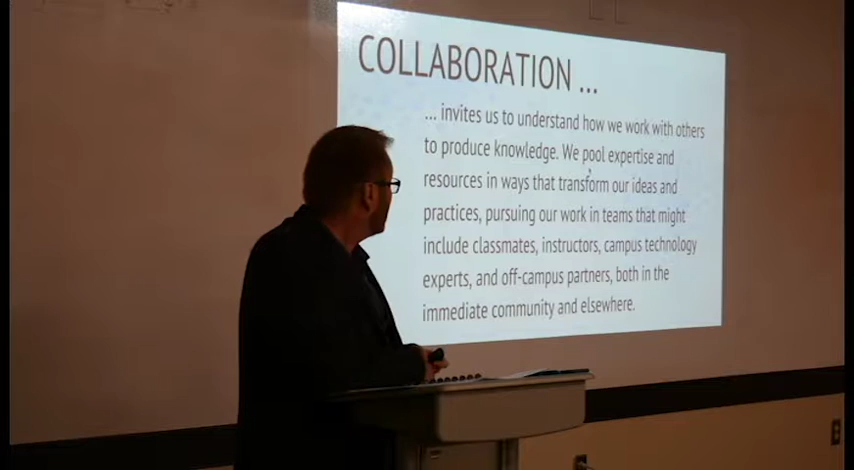 COLLABORATION ...
... invites us to understand how we work with others
to produce knowledge. We pool expertise and
resources in ways that transform our ideas and
practices, pursuing our work in teams that might
include classmates, instructors, campus technology
experts, and off-campus partners, both in the
immediate community and elsewhere.